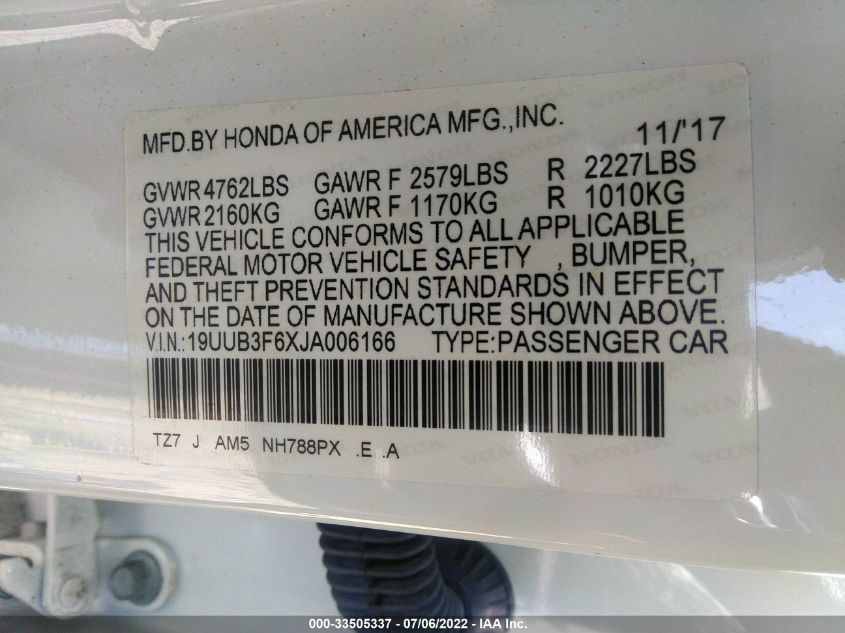 MFD.BY HONDA OF AMERICA MFG.,INC. 11/'17
GVWR 4762LBS GAWR F 2579LBS R 2227LBS
GVWR 2160KG GAWR F 1170KG R 1010KG
THIS VEHICLE CONFORMS TO ALL APPLICABLE
FEDERAL MOTOR VEHICLE SAFETY , BUMPER,
AND THEFT PREVENTION STANDARDS IN EFFECT
ON THE DATE OF MANUFACTURE SHOWN ABOVE.
V.I.N.:19UUB3F6XJA006166 TYPE:PASSENGER CAR
TZ7 J AM5 NH788PX .E .A
000-33505337 - 07/06/2022 - IAA Inc.